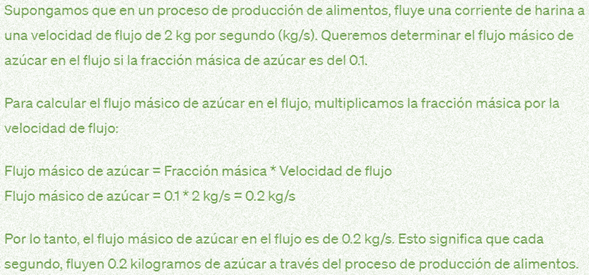 Supongamos que en un proceso de producción de alimentos, fluye una corriente de harina a
una velocidad de flujo de 2 kg por segundo (kg/s). Queremos determinar el flujo másico de
azúcar en el flujo si la fracción másica de azúcar es del 0.1.
Para calcular el flujo másico de azúcar en el flujo, multiplicamos la fracción másica por la
velocidad de flujo:
Flujo másico de azúcar = Fracción másica * Velocidad de flujo
Flujo másico de azúcar = 0.1 * 2 kg/s = 0.2 kg/s
Por lo tanto, el flujo másico de azúcar en el flujo es de 0.2 kg/s. Esto significa que cada
segundo, fluyen 0.2 kilogramos de azúcar a través del proceso de producción de alimentos.